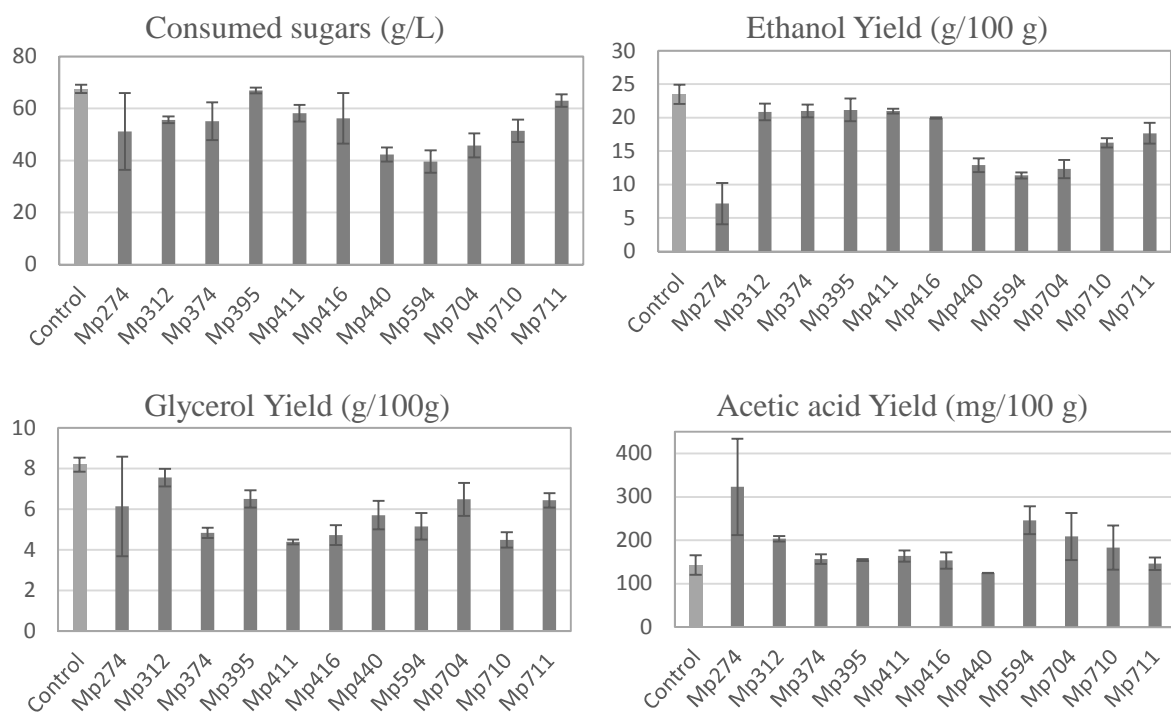 Consumed sugars (g/L)
80
60
40
20
0
Control Mp274 Mp312 Mp374 Mp395 Mp411 Mp416 Mp440 Mp594 Mp704 Mp710 Mp711
Ethanol Yield (g/100 g)
30
25
20
15
10
5
0
Control Mp274 Mp312 Mp374 Mp395 Mp411 Mp416 Mp440 Mp594 Mp704 Mp710 Mp711
Glycerol Yield (g/100g)
10
8
6
4
2
0
Control Mp274 Mp312 Mp374 Mp395 Mp411 Mp416 Mp440 Mp594 Mp704 Mp710 Mp711
Acetic acid Yield (mg/100 g)
400
300
200
100
0
Control Mp274 Mp312 Mp374 Mp395 Mp411 Mp416 Mp440 Mp594 Mp704 Mp710 Mp711